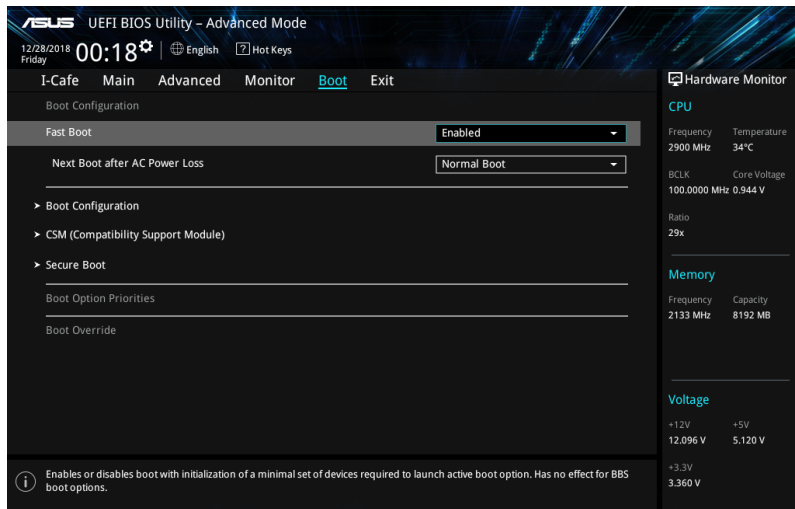 ASUS UEFI BIOS Utility – Advanced Mode
12/28/2018
Friday
00:18
English
? Hot Keys
I-Cafe Main Advanced Monitor Boot Exit
Boot Configuration
Fast Boot Enabled
Next Boot after AC Power Loss Normal Boot
> Boot Configuration
> CSM (Compatibility Support Module)
> Secure Boot
Boot Option Priorities
Boot Override
i
Enables or disables boot with initialization of a minimal set of devices required to launch active boot option. Has no effect for BBS
boot options.
Hardware Monitor
CPU
Frequency Temperature
2900 MHz 34°C
BCLK Core Voltage
100.0000 MHz 0.944 V
Ratio
29x
Memory
Frequency Capacity
2133 MHz 8192 MB
Voltage
+12V +5V
12.096 V 5.120 V
+3.3V
3.360 V